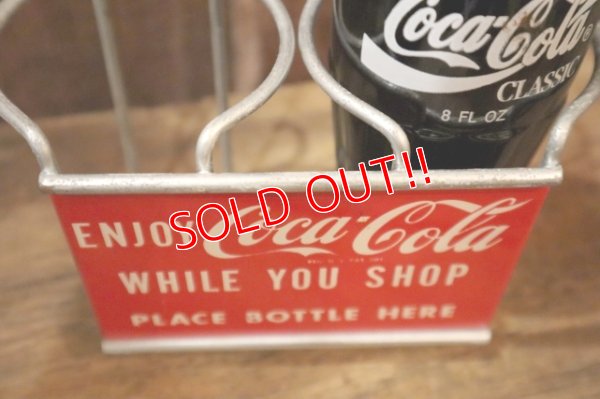 Coca-Cola®
CLASSIC
8 FL OZ
SOLD OUT!!
ENJOY Coca-Cola
WHILE YOU SHOP
PLACE BOTTLE HERE